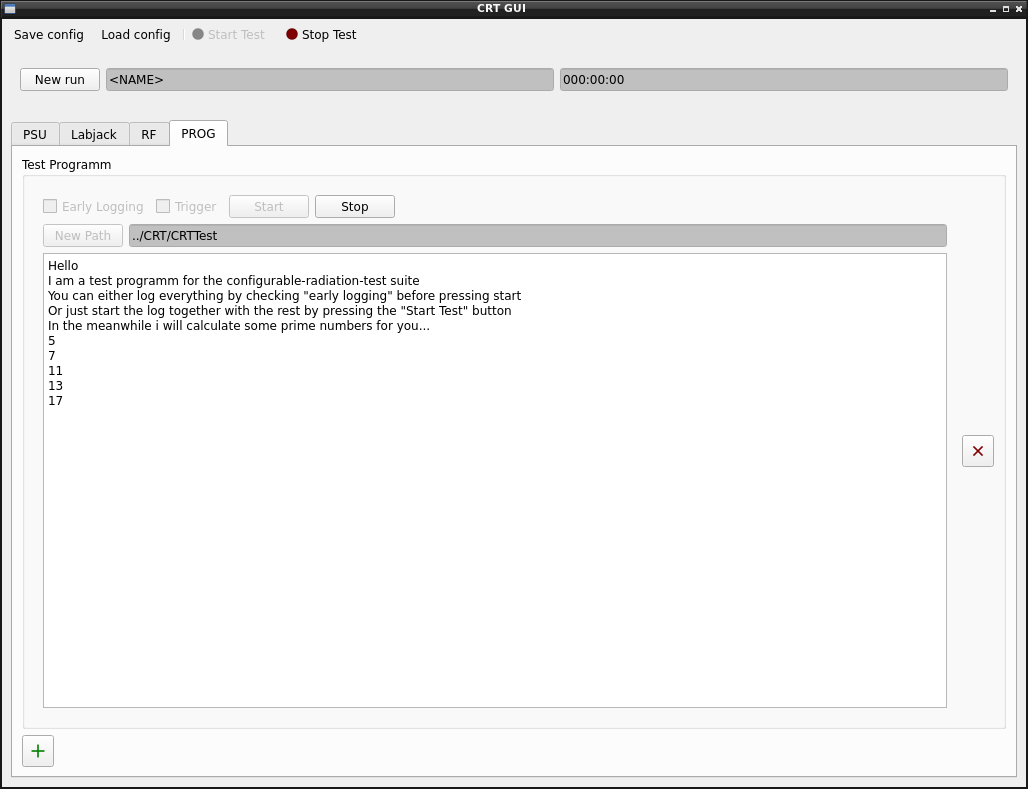 CRT GUI
Save config Load config Start Test Stop Test
New run <NAME> 000:00:00
PSU Labjack RF PROG
Test Programm
Early Logging Trigger Start Stop
New Path ../CRT/CRTTest
Hello
I am a test programm for the configurable-radiation-test suite
You can either log everything by checking "early logging" before pressing start
Or just start the log together with the rest by pressing the "Start Test" button
In the meanwhile i will calculate some prime numbers for you...
5
7
11
13
17